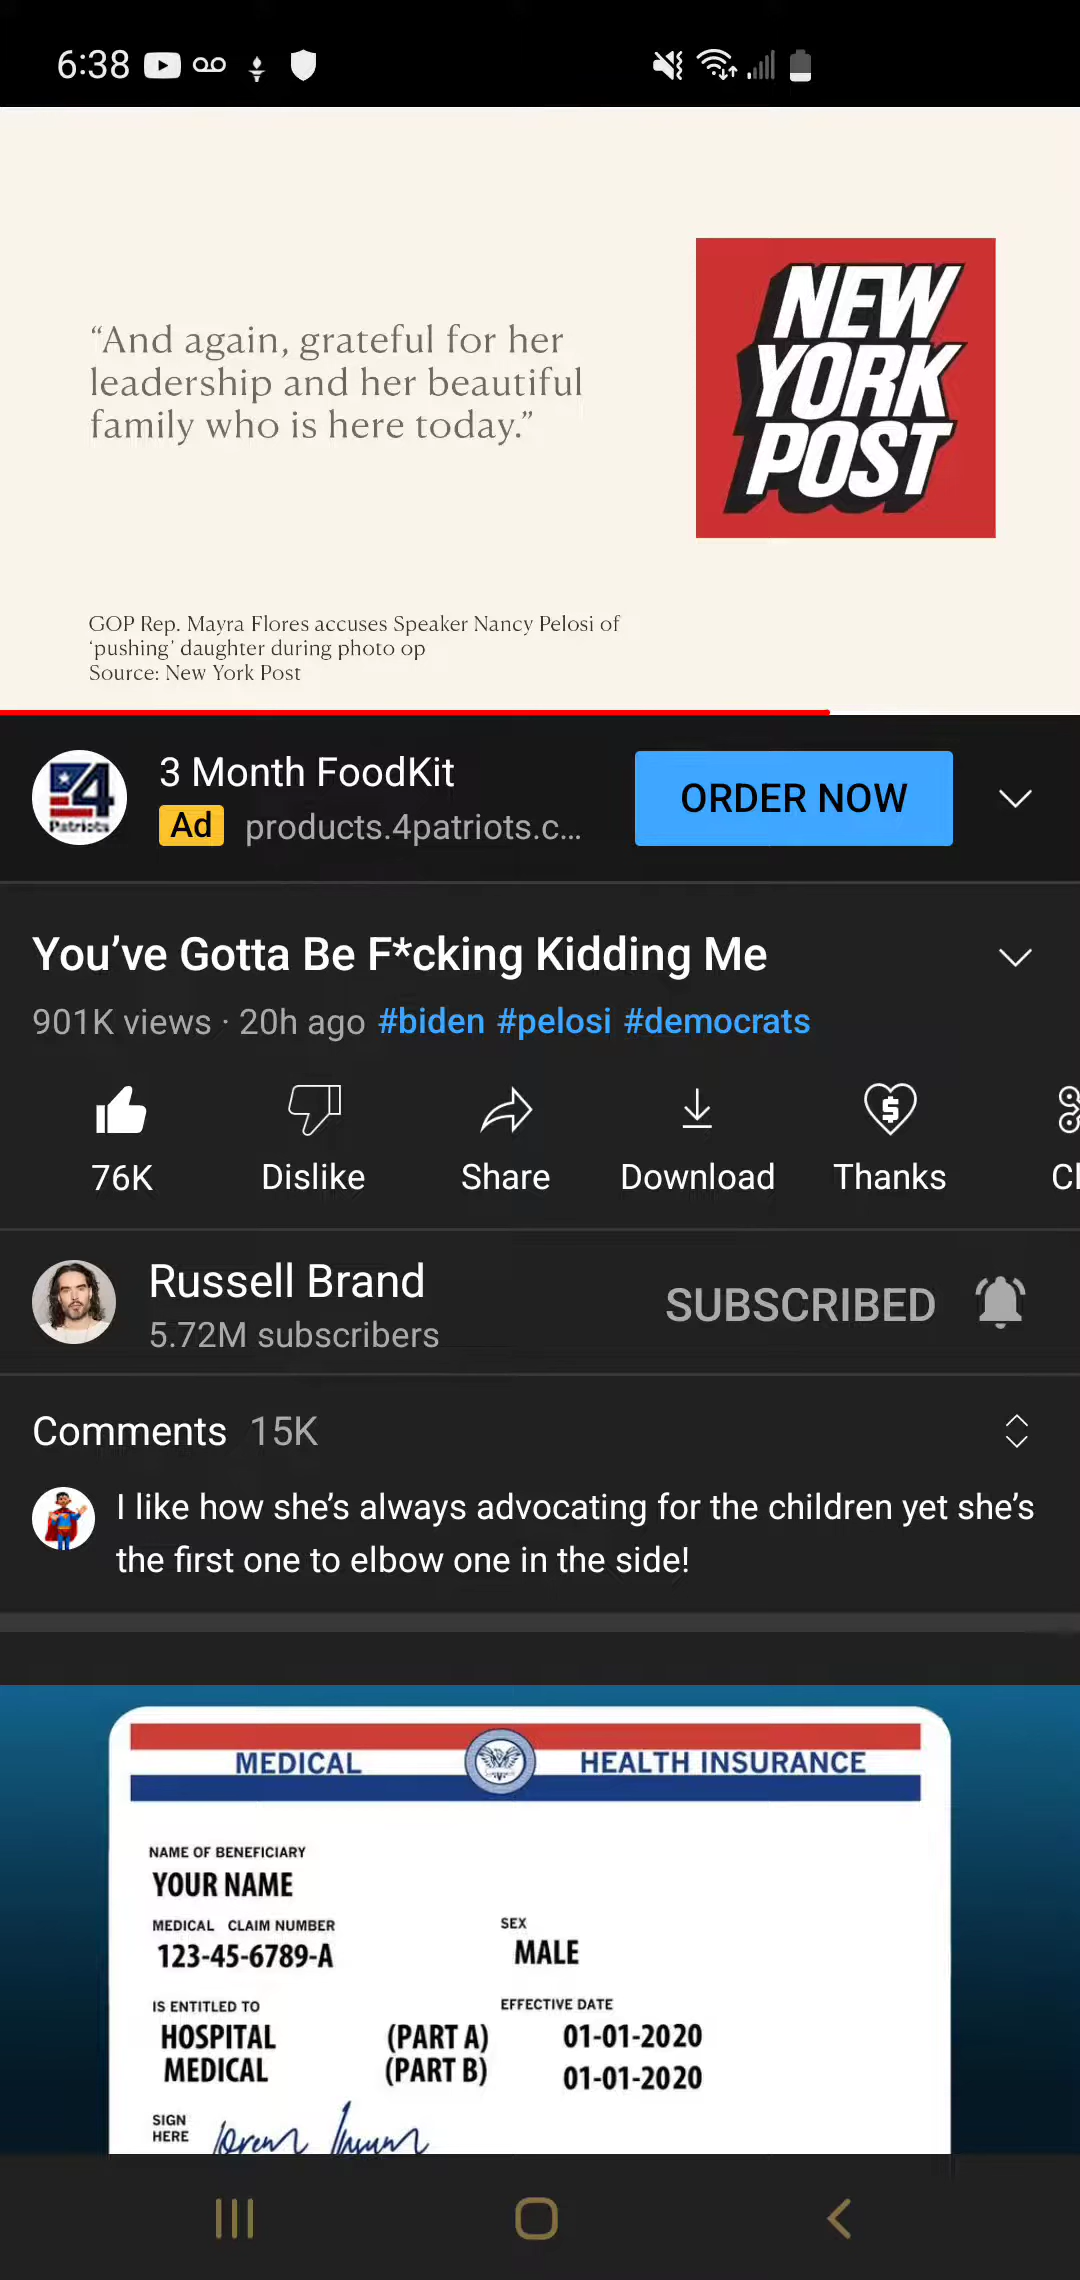 6:38
“And again, grateful for her
leadership and her beautiful
family who is here today.”
NEW
YORK
POST
GOP Rep. Mayra Flores accuses Speaker Nancy Pelosi of
‘pushing’ daughter during photo op
Source: New York Post
4
Patriots
3 Month FoodKit
ORDER NOW
Ad products.4patriots.c...
You’ve Gotta Be F*cking Kidding Me
901K views · 20h ago #biden #pelosi #democrats
76K Dislike Share Download Thanks Cl
Russell Brand
5.72M subscribers
SUBSCRIBED
Comments 15K
I like how she’s always advocating for the children yet she’s
the first one to elbow one in the side!
MEDICAL HEALTH INSURANCE
NAME OF BENEFICIARY
YOUR NAME
MEDICAL CLAIM NUMBER
123-45-6789-A
SEX
MALE
IS ENTITLED TO
EFFECTIVE DATE
HOSPITAL (PART A) 01-01-2020
MEDICAL (PART B) 01-01-2020
SIGN
HERE